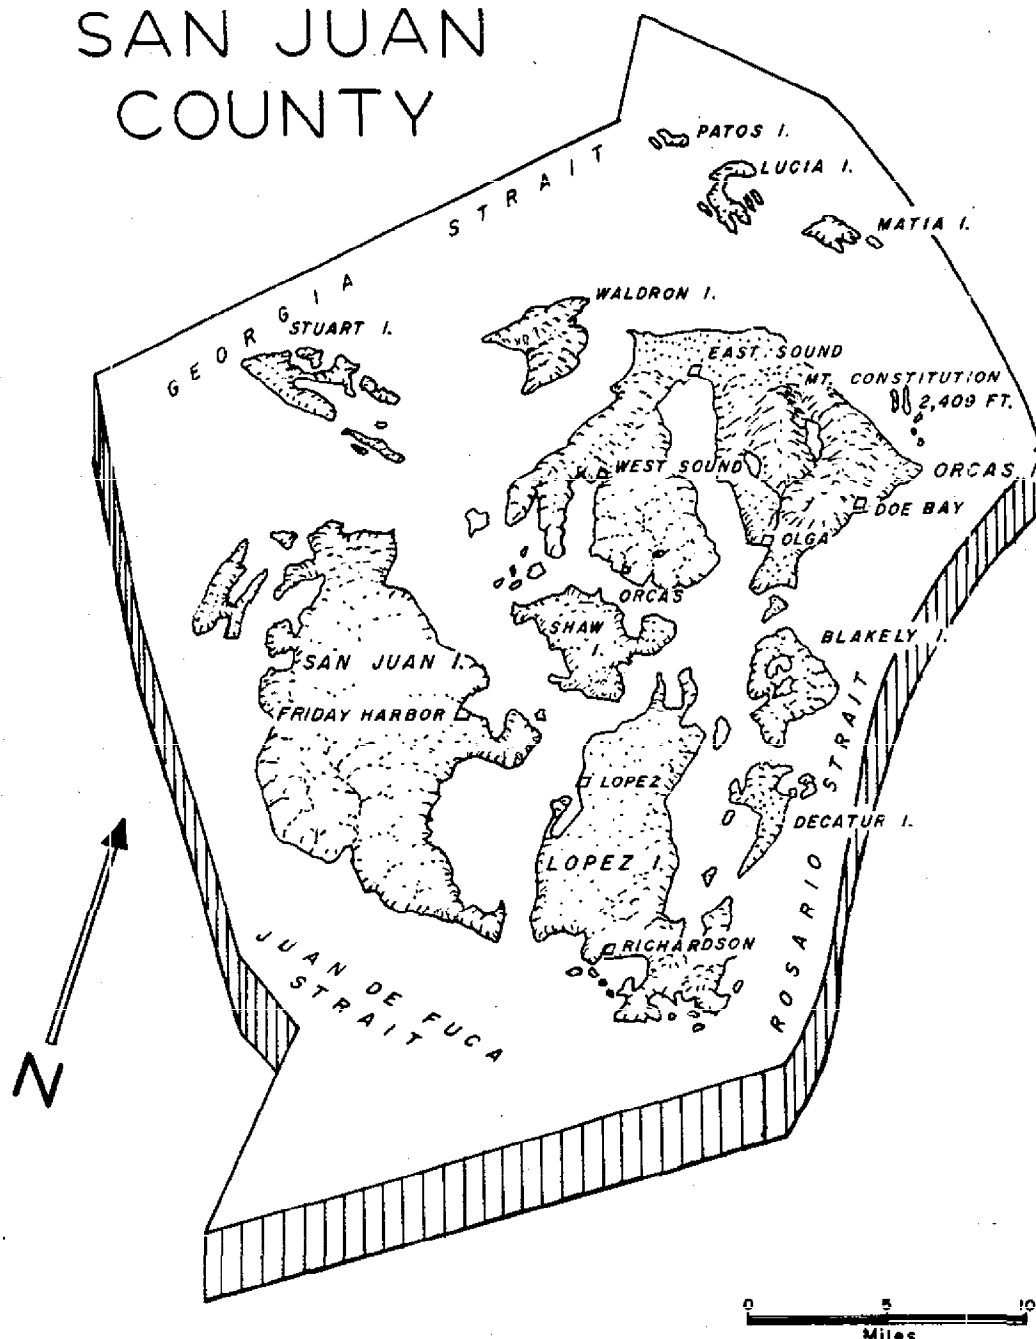 SAN JUAN
COUNTY
PATOS I.
LUCIA I.
MATIA I.
GEORGIA STRAIT
WALDRON I.
STUART I.
EAST SOUND
MT. CONSTITUTION
2,409 FT.
WEST SOUND
ORCAS I
DOE BAY
OLGA
ORCAS
SHAW
I.
BLAKELY I.
SAN JUAN I.
FRIDAY HARBOR
LOPEZ
DECATUR I.
LOPEZ I.
RICHARDSON
ROSARIO STRAIT
JUAN DE FUCA
STRAIT
N
0 5 10
Miles